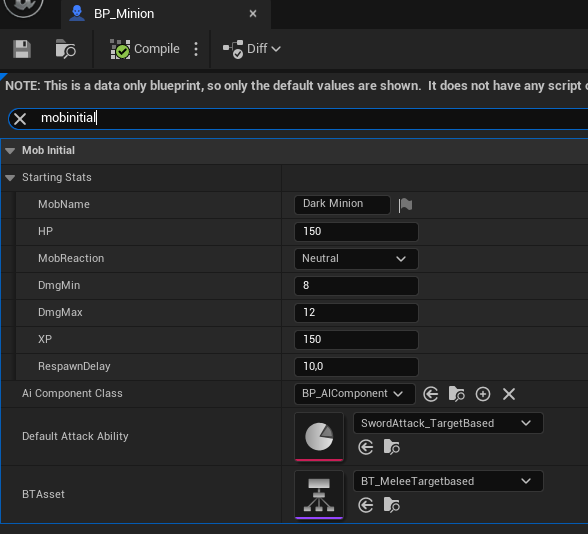 BP_Minion
Compile
Diff
NOTE: This is a data only blueprint, so only the default values are shown. It does not have any script
mobinitial
Mob Initial
Starting Stats
MobName Dark Minion
HP 150
MobReaction Neutral
DmgMin 8
DmgMax 12
XP 150
RespawnDelay 10,0
Ai Component Class BP_AIComponent
SwordAttack_TargetBased
Default Attack Ability
BT_MeleeTargetbased
BTAsset